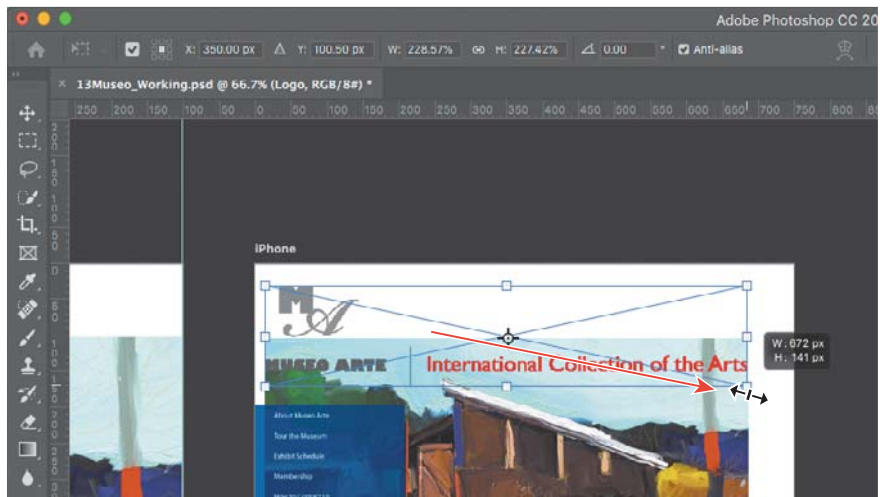 Adobe Photoshop CC 20
X: 350.00 px Y: 100.50 px W: 228.57% H: 227.42% 0.00 Anti-alias
× 13Museo_Working.psd @ 66.7% (Logo, RGB/8#) *
250 200 150 100 50 0 50 100 150 200 250 300 350 400 450 500 550 600 650 700 750 800
iPhone
MA
W: 672 px
H: 141 px
MUSEO ARTE International Collection of the Arts
About Museo Arte
Tour the Museum
Exhibit Schedule
Membership